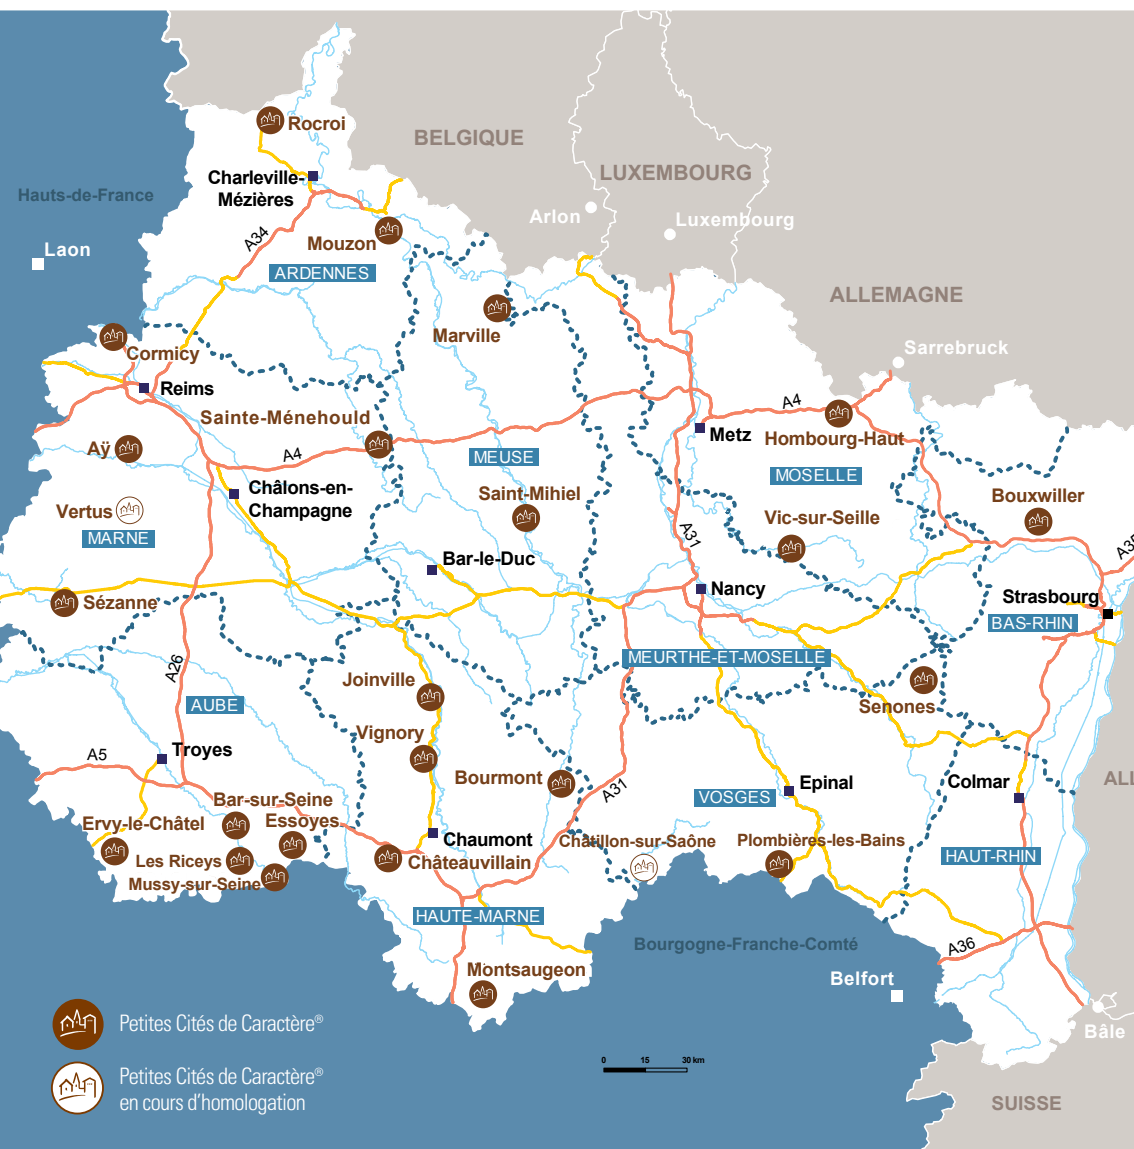 Rocroi
BELGIQUE
LUXEMBOURG
Charleville-
Mézières
Hauts-de-France
Arlon
Luxembourg
Mouzon
A34
Laon
ARDENNES
ALLEMAGNE
Marville
Sarrebruck
Cormicy
Reims
Sainte-Ménehould
A4
Metz
Hombourg-Haut
Aÿ
A4
MEUSE
MOSELLE
Châlons-en-
Champagne
Saint-Mihiel
Bouxwiller
Vertus
Vic-sur-Seille
MARNE
A31
A35
Bar-le-Duc
Nancy
Sézanne
Strasbourg
BAS-RHIN
MEURTHE-ET-MOSELLE
A26
Joinville
AUBE
Senones
Vignory
Troyes
A5
Bourmont
A31
Epinal
Colmar
ALL
VOSGES
Bar-sur-Seine
Ervy-le-Châtel
Essoyes
Chaumont
Châtillon-sur-Saône
Plombières-les-Bains
Les Riceys
Châteauvillain
HAUT-RHIN
Mussy-sur-Seine
HAUTE-MARNE
Bourgogne-Franche-Comté
A36
Montsaugeon
Belfort
Petites Cités de Caractère®
Bâle
0 15 30 km
Petites Cités de Caractère®
en cours d'homologation
SUISSE